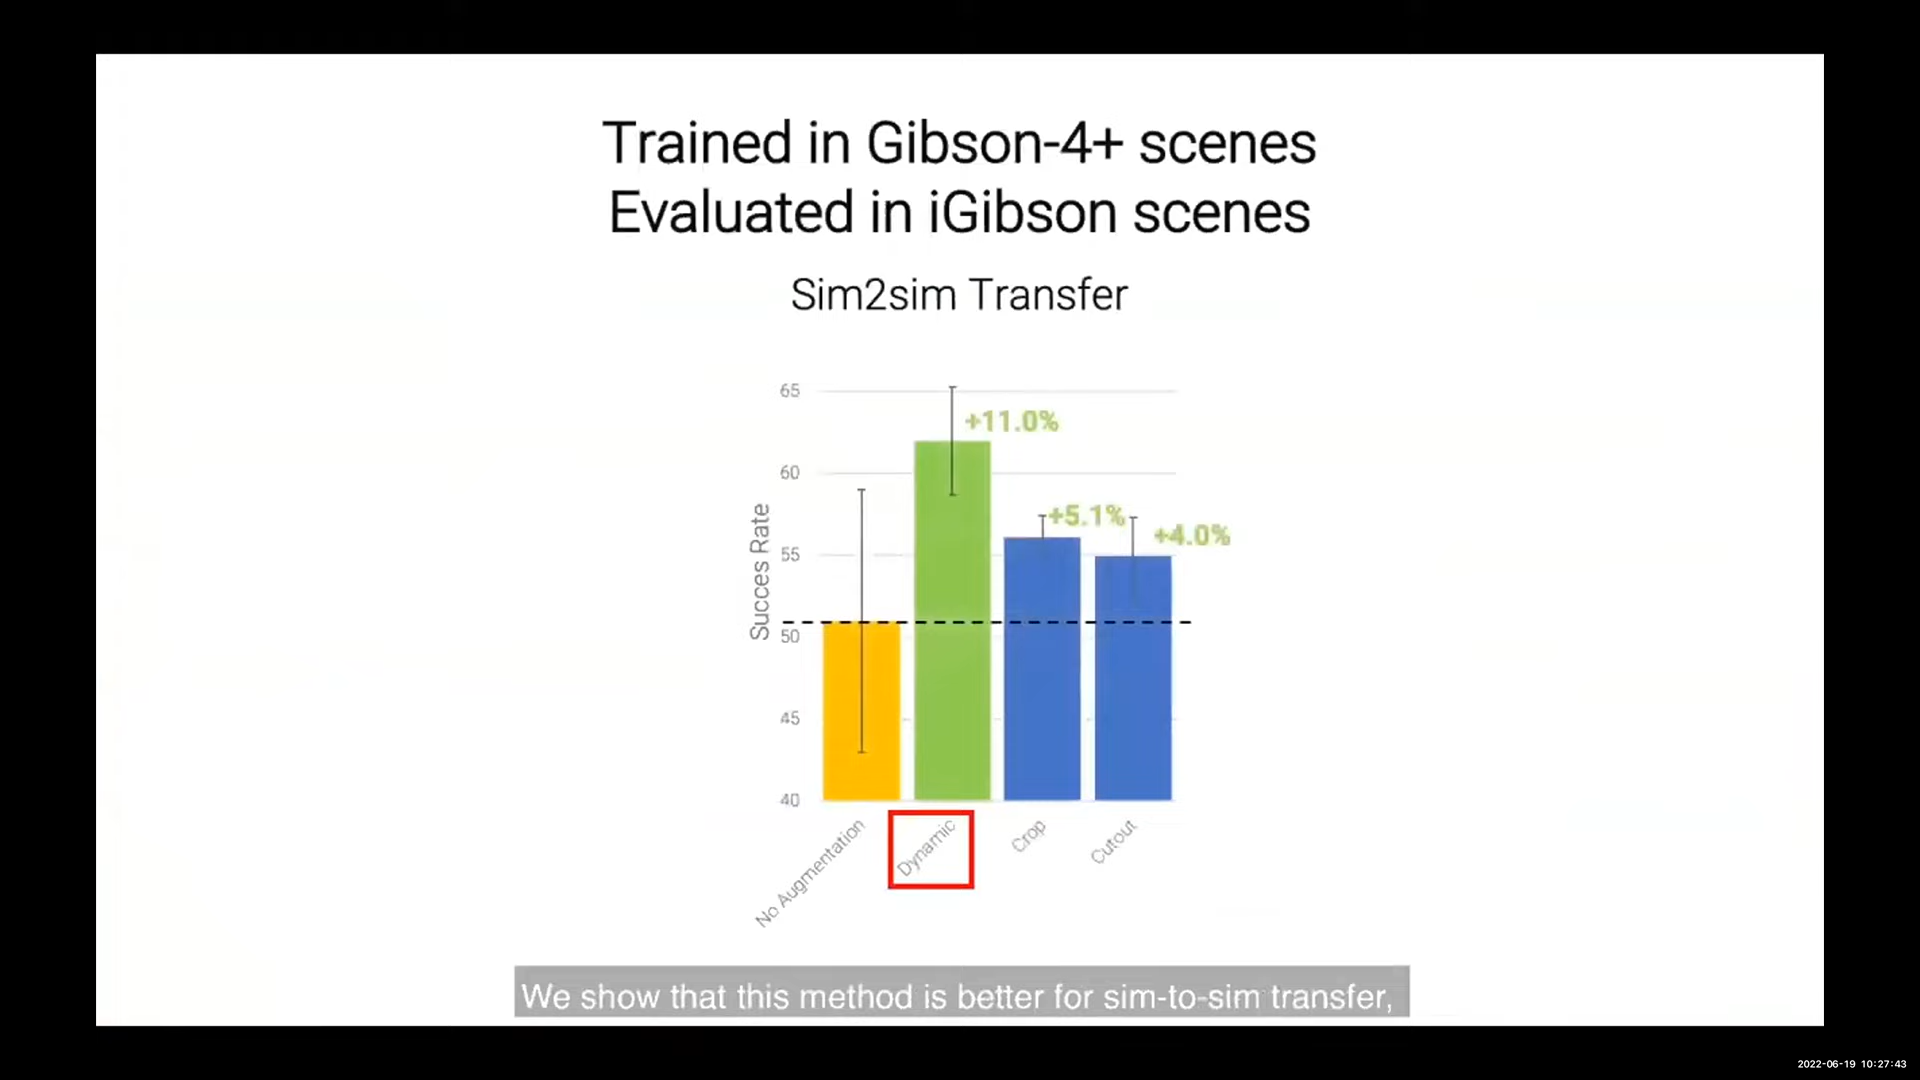 Trained in Gibson-4+ scenes
Evaluated in iGibson scenes
Sim2sim Transfer
65
+11.0%
60
+5.1%
+4.0%
55
Succes Rate
50
45
40
No Augmentation
Dynamic
Crop
Cutout
We show that this method is better for sim-to-sim transfer,
2022-06-19 10:27:43